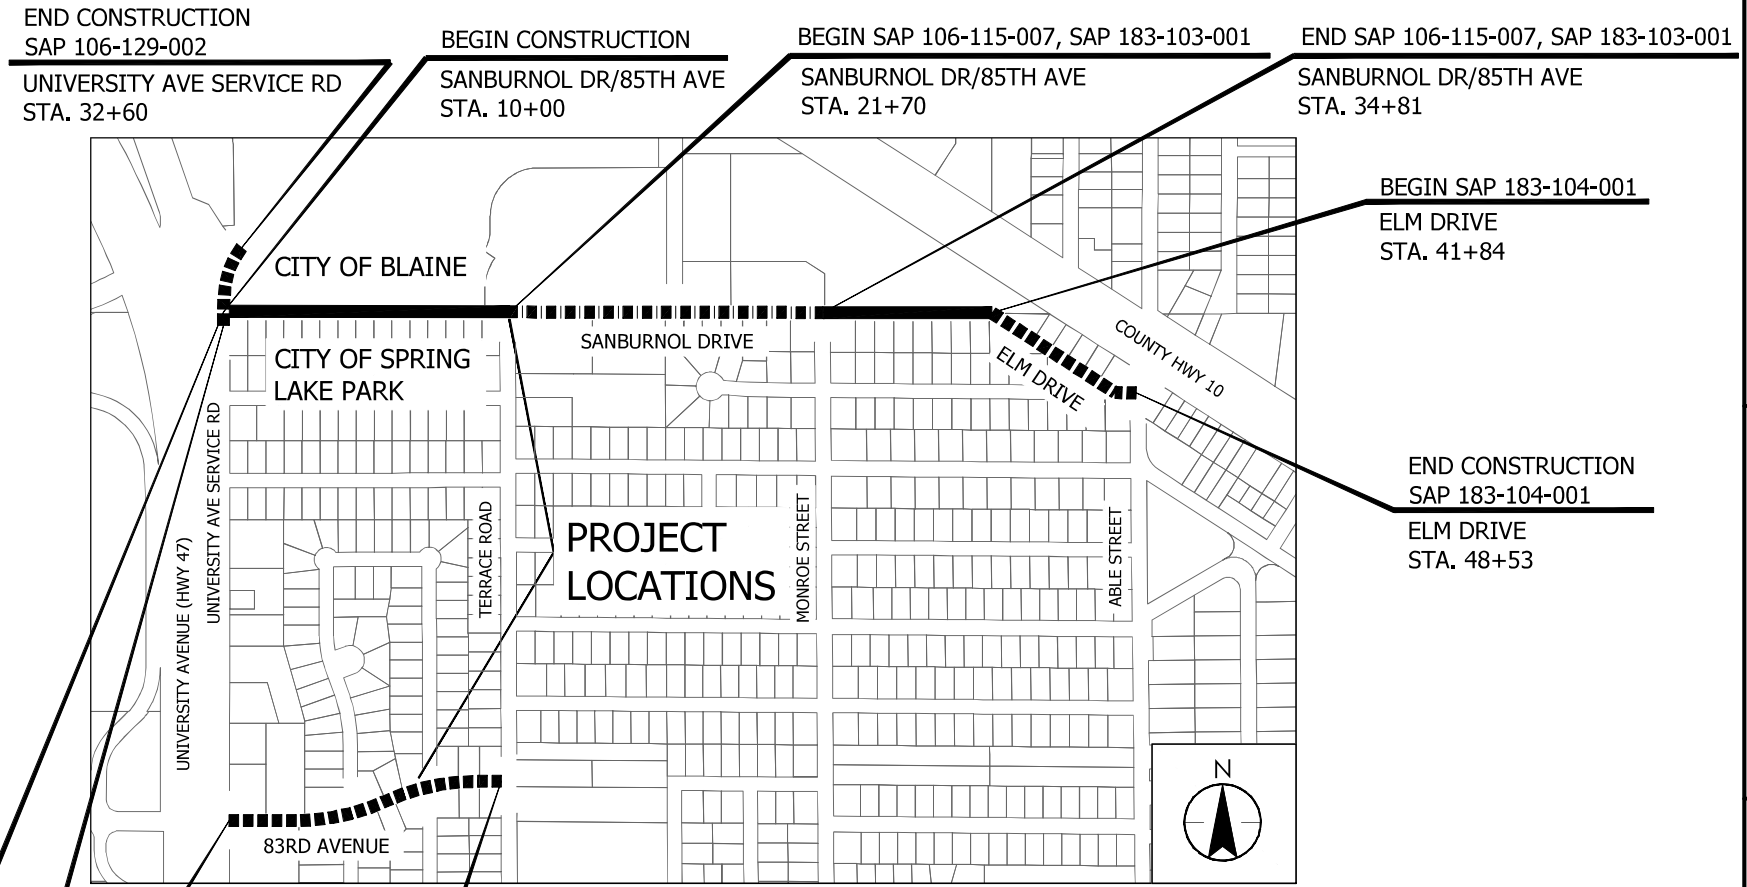 END CONSTRUCTION
SAP 106-129-002
UNIVERSITY AVE SERVICE RD
STA. 32+60
BEGIN CONSTRUCTION
SANBURNOL DR/85TH AVE
STA. 10+00
BEGIN SAP 106-115-007, SAP 183-103-001
SANBURNOL DR/85TH AVE
STA. 21+70
END SAP 106-115-007, SAP 183-103-001
SANBURNOL DR/85TH AVE
STA. 34+81
BEGIN SAP 183-104-001
ELM DRIVE
STA. 41+84
CITY OF BLAINE
SANBURNOL DRIVE
CITY OF SPRING
LAKE PARK
COUNTY HWY 10
ELM DRIVE
END CONSTRUCTION
SAP 183-104-001
ELM DRIVE
STA. 48+53
UNIVERSITY AVENUE (HWY 47)
UNIVERSITY AVE SERVICE RD
TERRACE ROAD
PROJECT
LOCATIONS
MONROE STREET
ABLE STREET
83RD AVENUE
N